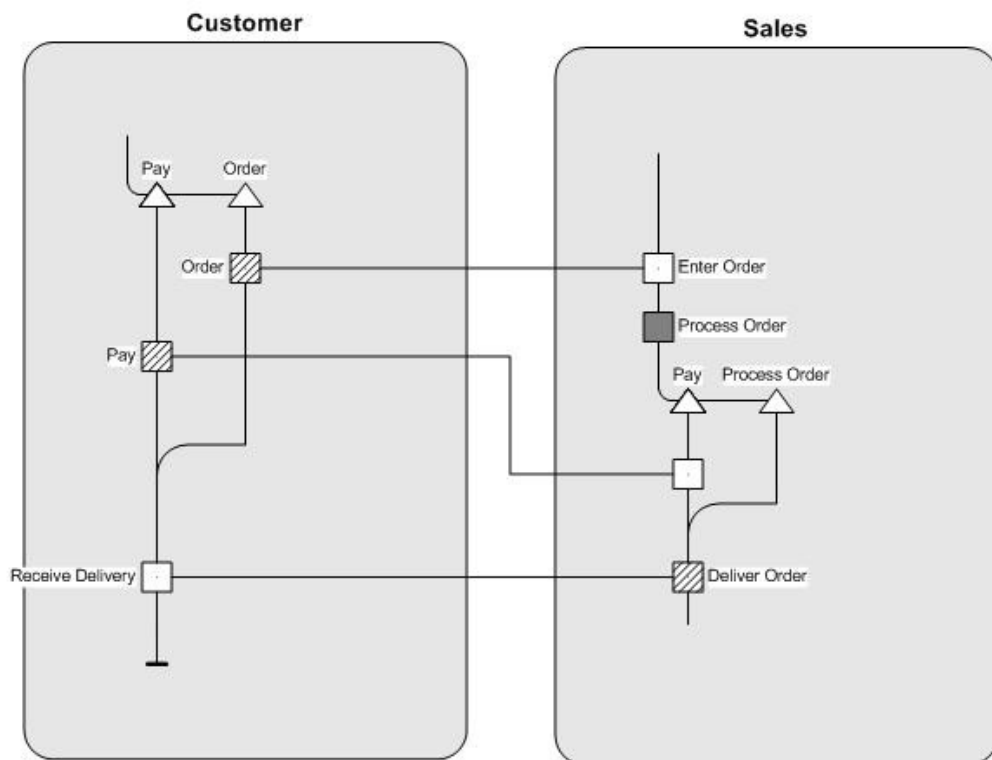 Customer
Sales
Pay
Order
Order
Enter Order
Process Order
Pay
Pay
Process Order
Receive Delivery
Deliver Order